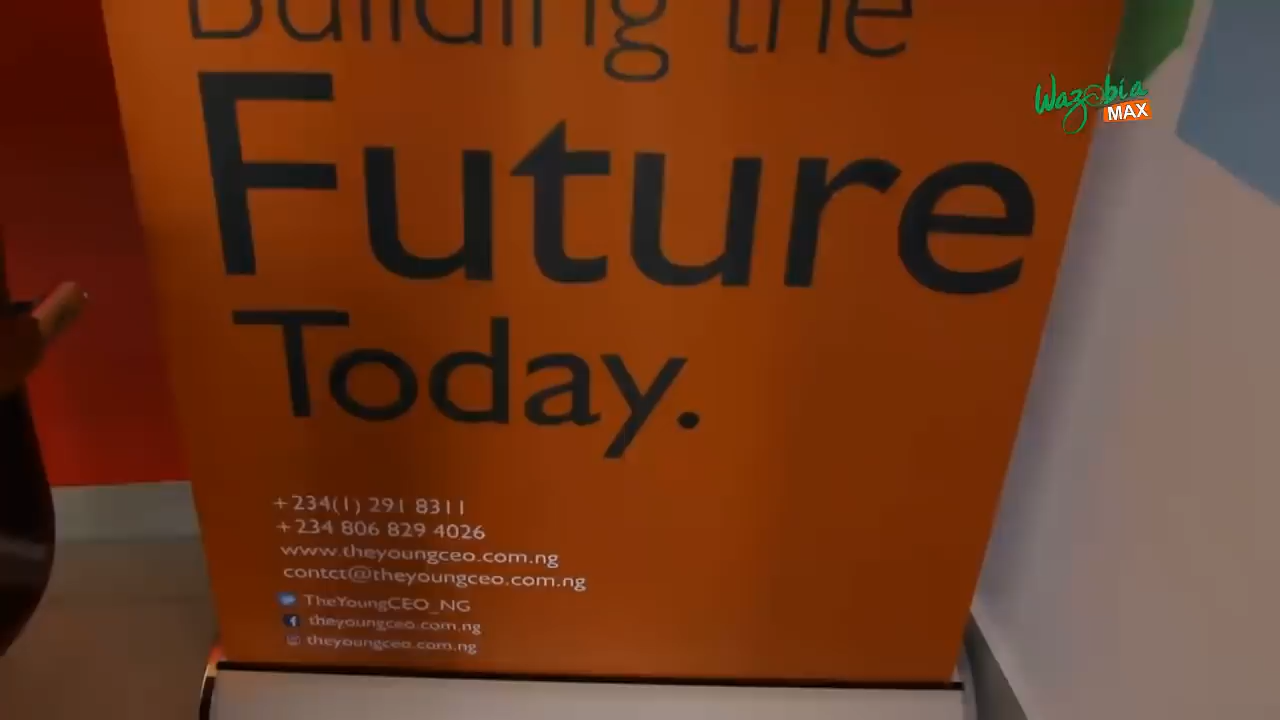 Building the
Future
Today.
+234(1) 291 8311
+234 806 829 4026
www.theyoungceo.com.ng
contct@theyoungceo.com.ng
TheYoungCEO_NG
theyoungceo.com.ng
theyoungceo.com.ng
Wazobia
MAX